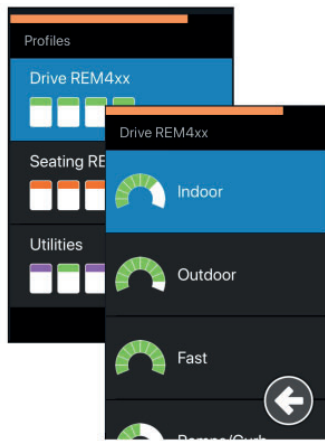 Profiles
Drive REM4xx
Seating RE
Utilities
Drive REM4xx
Indoor
Outdoor
Fast